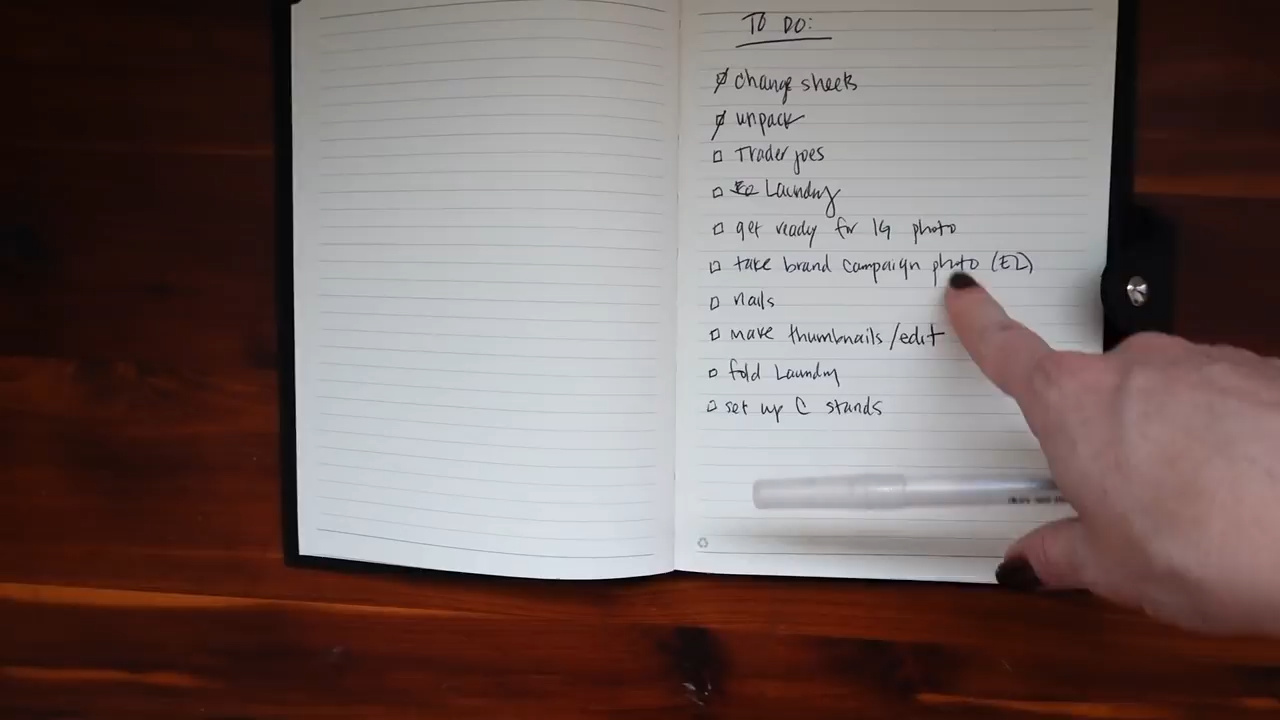 TO DO:
change sheets
unpack
Trader joes
Laundry
get ready for IG photo
take brand campaign photo (EL)
nails
make thumbnails/edit
fold Laundry
set up C stands